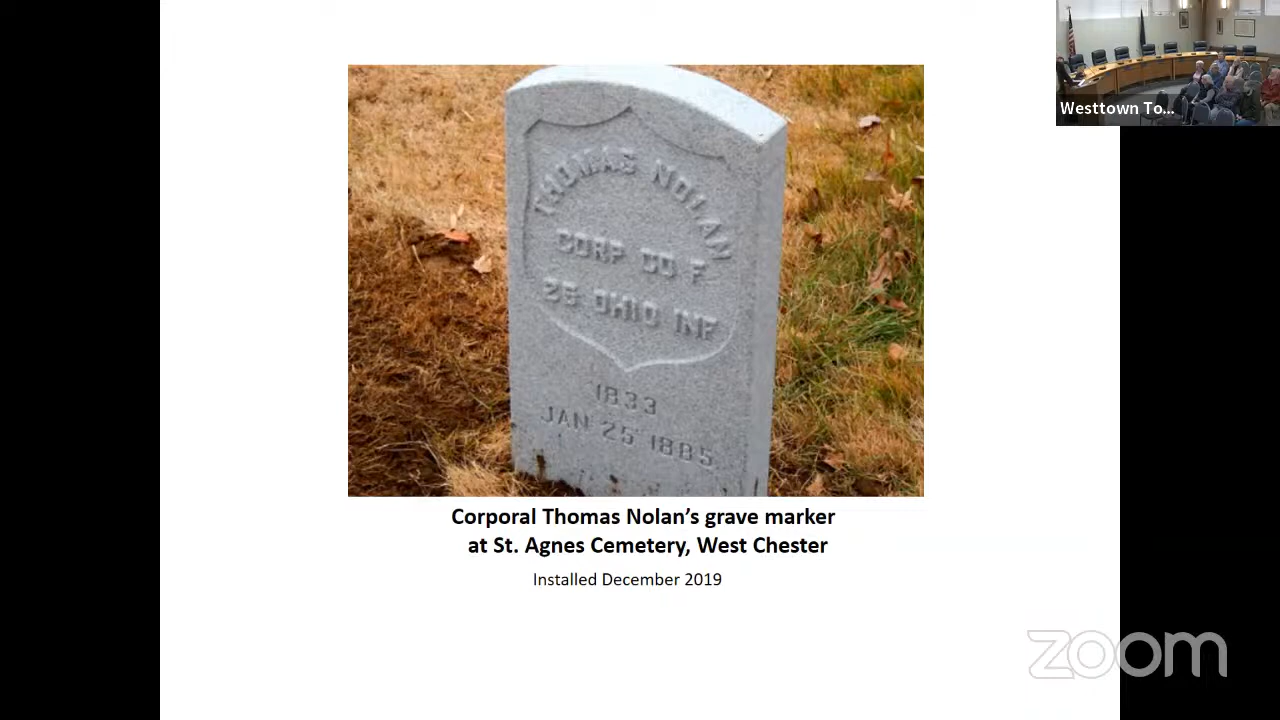 Westtown To...
THOMAS NOLAN
CORP CO F
26 OHIO INF
1833
JAN 25 1885
Corporal Thomas Nolan’s grave marker
at St. Agnes Cemetery, West Chester
Installed December 2019
zoom